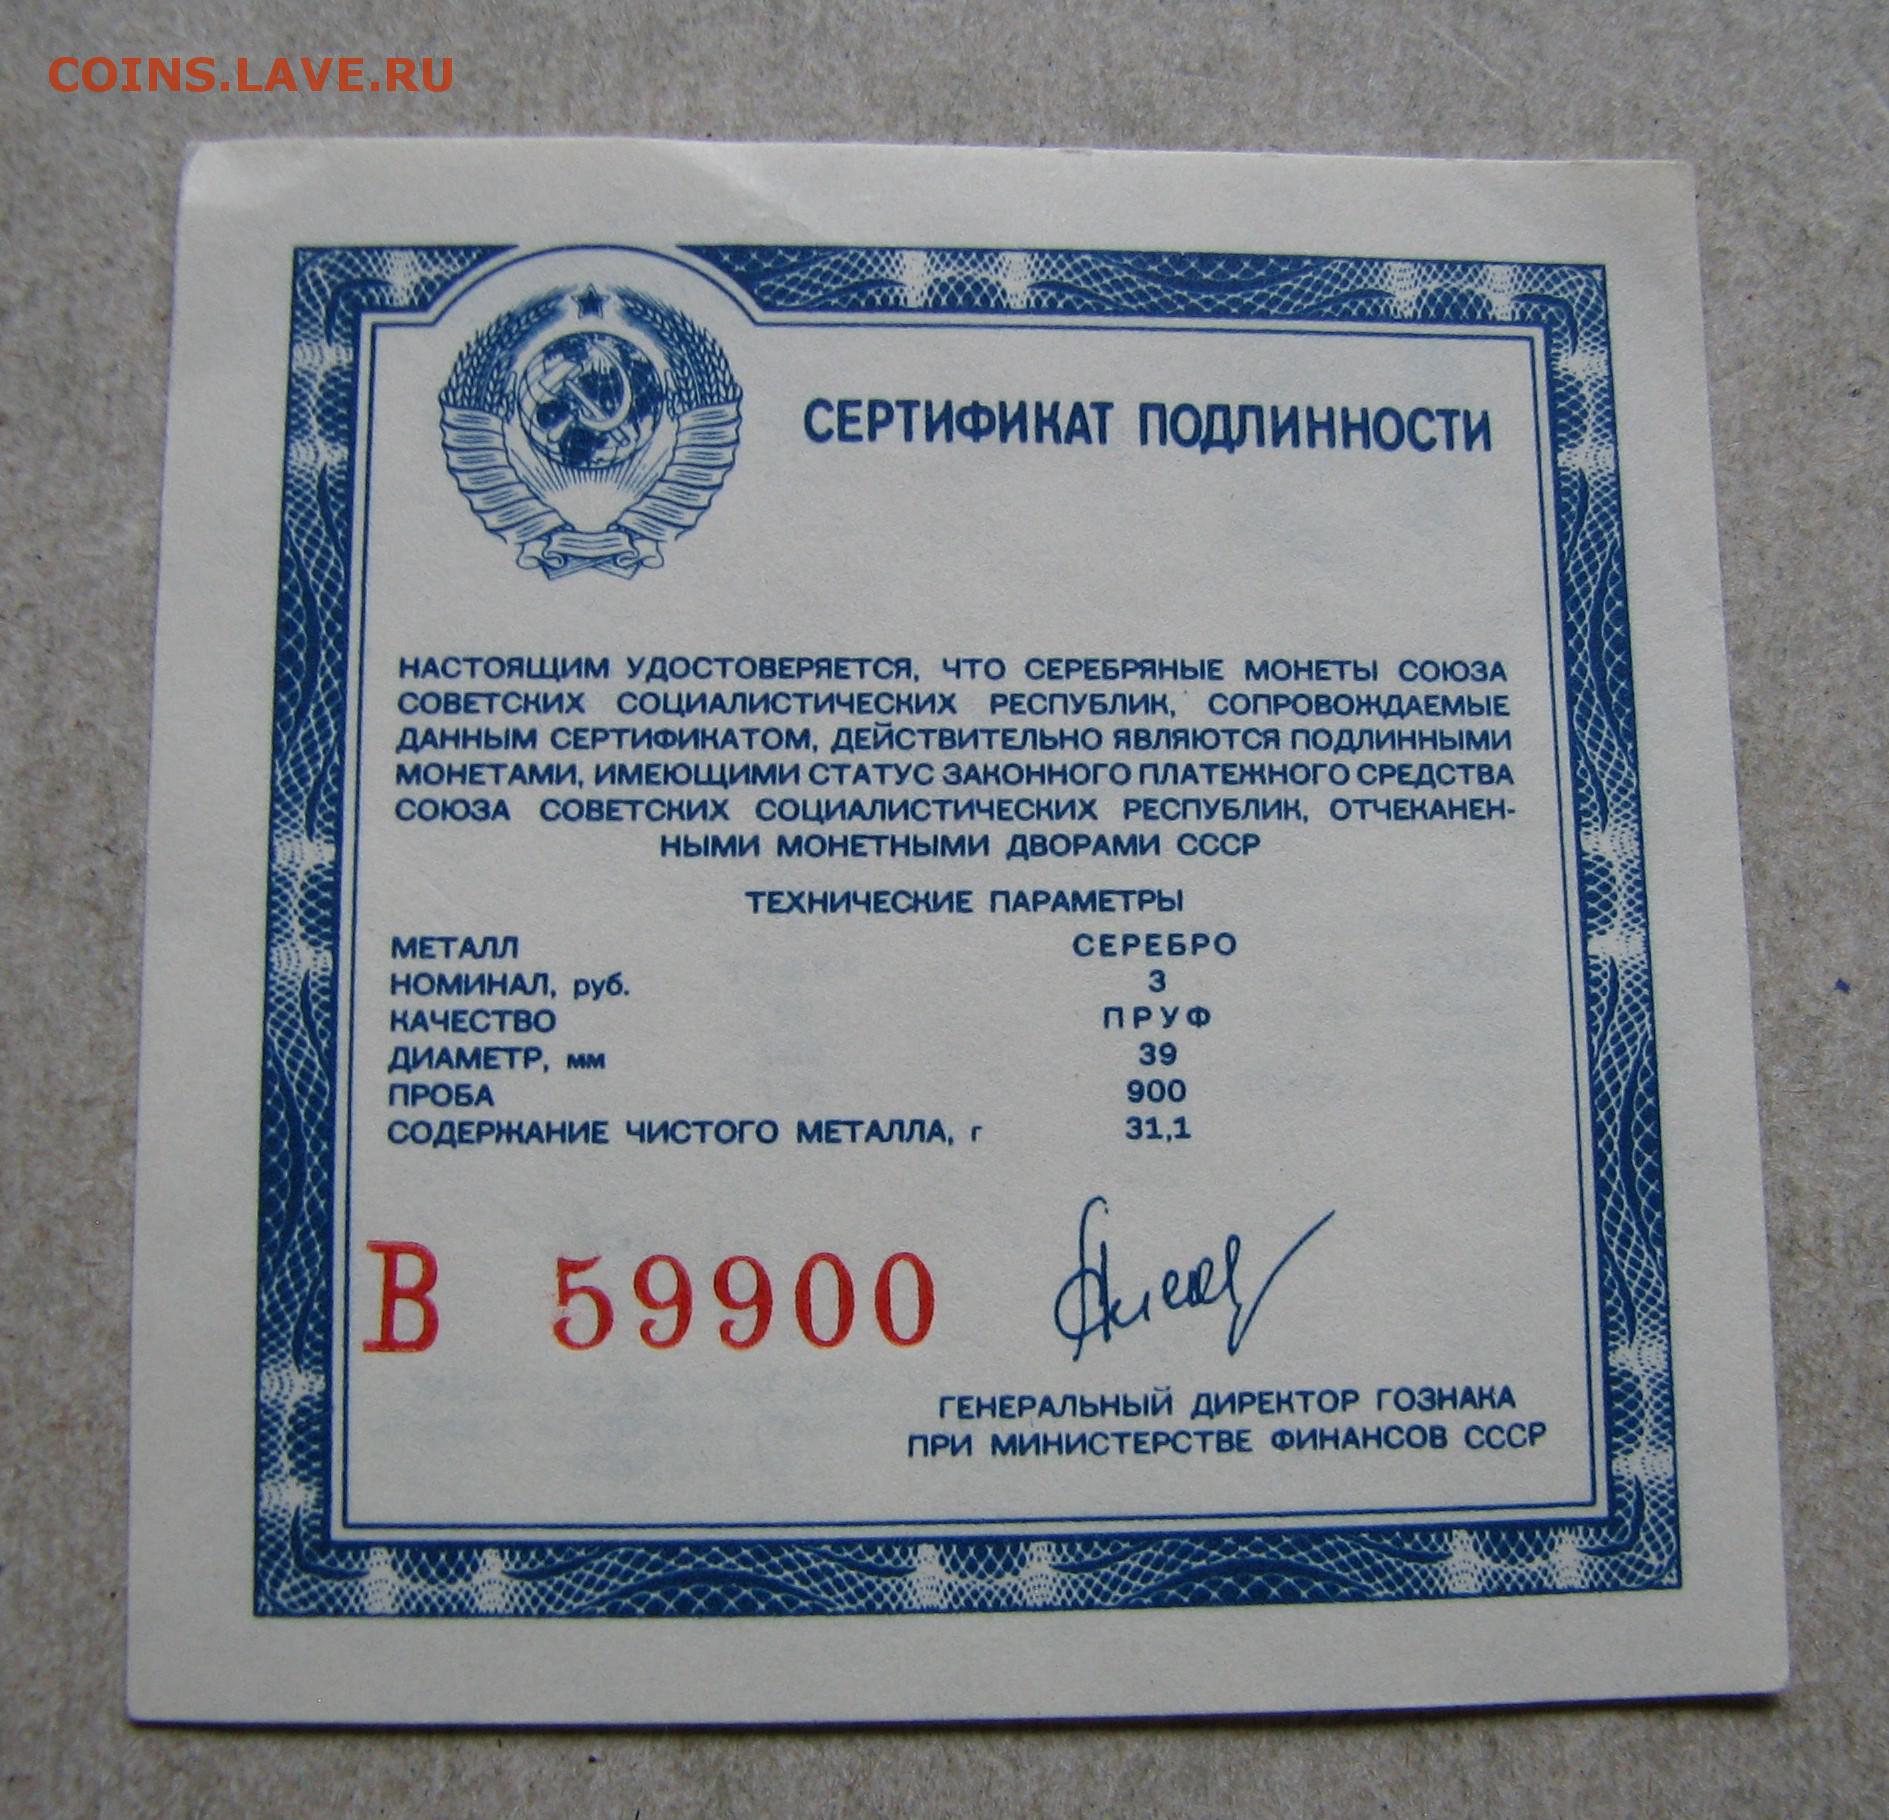 COINS.LAVE.RU
СЕРТИФИКАТ ПОДЛИННОСТИ
НАСТОЯЩИМ УДОСТОВЕРЯЕТСЯ, ЧТО СЕРЕБРЯНЫЕ МОНЕТЫ СОЮЗА
СОВЕТСКИХ СОЦИАЛИСТИЧЕСКИХ РЕСПУБЛИК, СОПРОВОЖДАЕМЫЕ
ДАННЫМ СЕРТИФИКАТОМ, ДЕЙСТВИТЕЛЬНО ЯВЛЯЮТСЯ ПОДЛИННЫМИ
МОНЕТАМИ, ИМЕЮЩИМИ СТАТУС ЗАКОННОГО ПЛАТЕЖНОГО СРЕДСТВА
СОЮЗА СОВЕТСКИХ СОЦИАЛИСТИЧЕСКИХ РЕСПУБЛИК, ОТЧЕКАНЕН-
НЫМИ МОНЕТНЫМИ ДВОРАМИ СССР
ТЕХНИЧЕСКИЕ ПАРАМЕТРЫ
МЕТАЛЛ СЕРЕБРО
НОМИНАЛ, руб. 3
КАЧЕСТВО ПРУФ
ДИАМЕТР, мм 39
ПРОБА 900
СОДЕРЖАНИЕ ЧИСТОГО МЕТАЛЛА, г 31,1
В 59900
ГЕНЕРАЛЬНЫЙ ДИРЕКТОР ГОЗНАКА
ПРИ МИНИСТЕРСТВЕ ФИНАНСОВ СССР